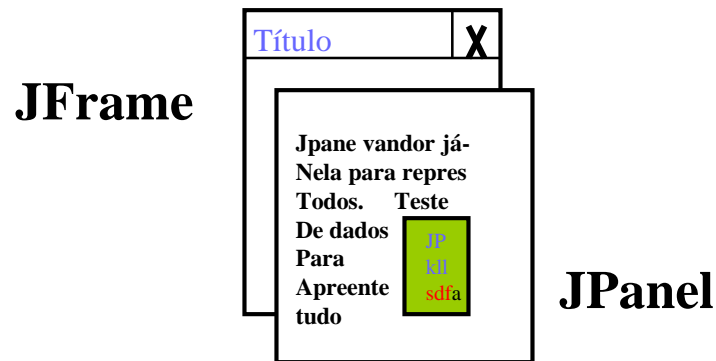 Título X
JFrame
Jpane vandor já-
Nela para repres
Todos. Teste
De dados
Para
Apreente
tudo
JP
kll
sdfa
JPanel